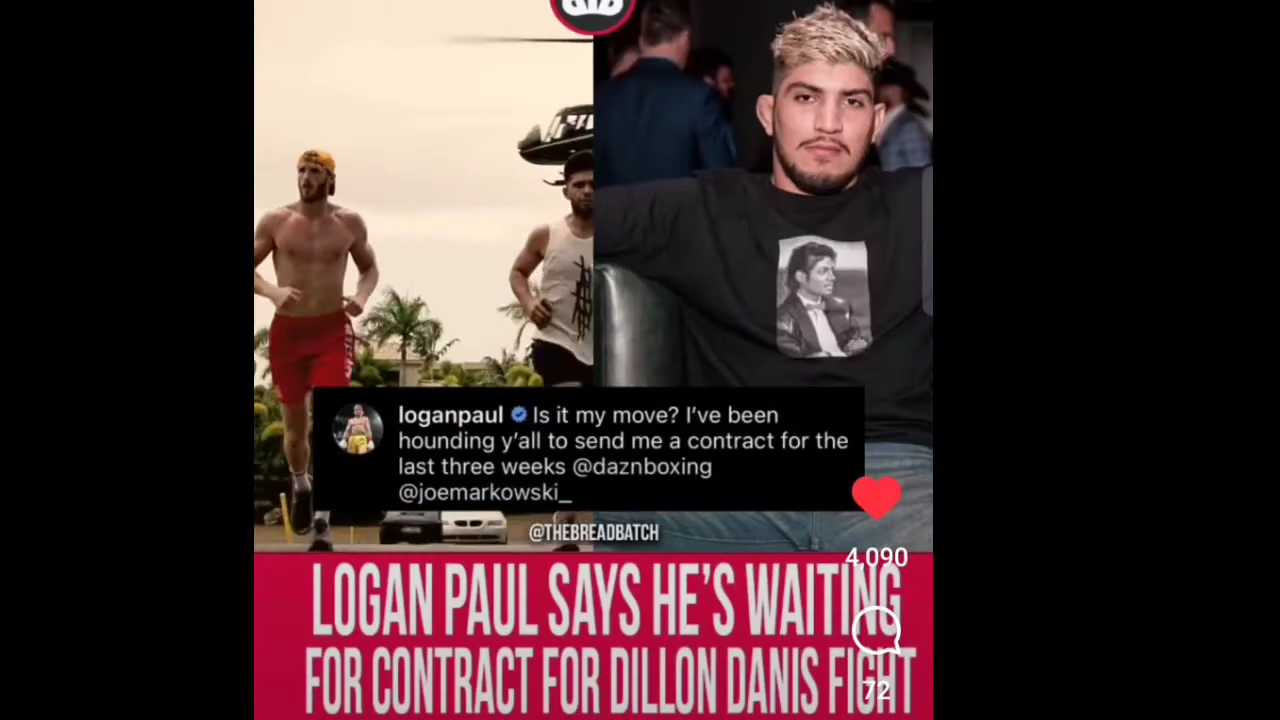 loganpaul Is it my move? I've been
hounding y'all to send me a contract for the
last three weeks @daznboxing
@joemarkowski_
@THEBREADBATCH
LOGAN PAUL SAYS HE'S WAITING
FOR CONTRACT FOR DILLON DANIS FIGHT
4,090
72